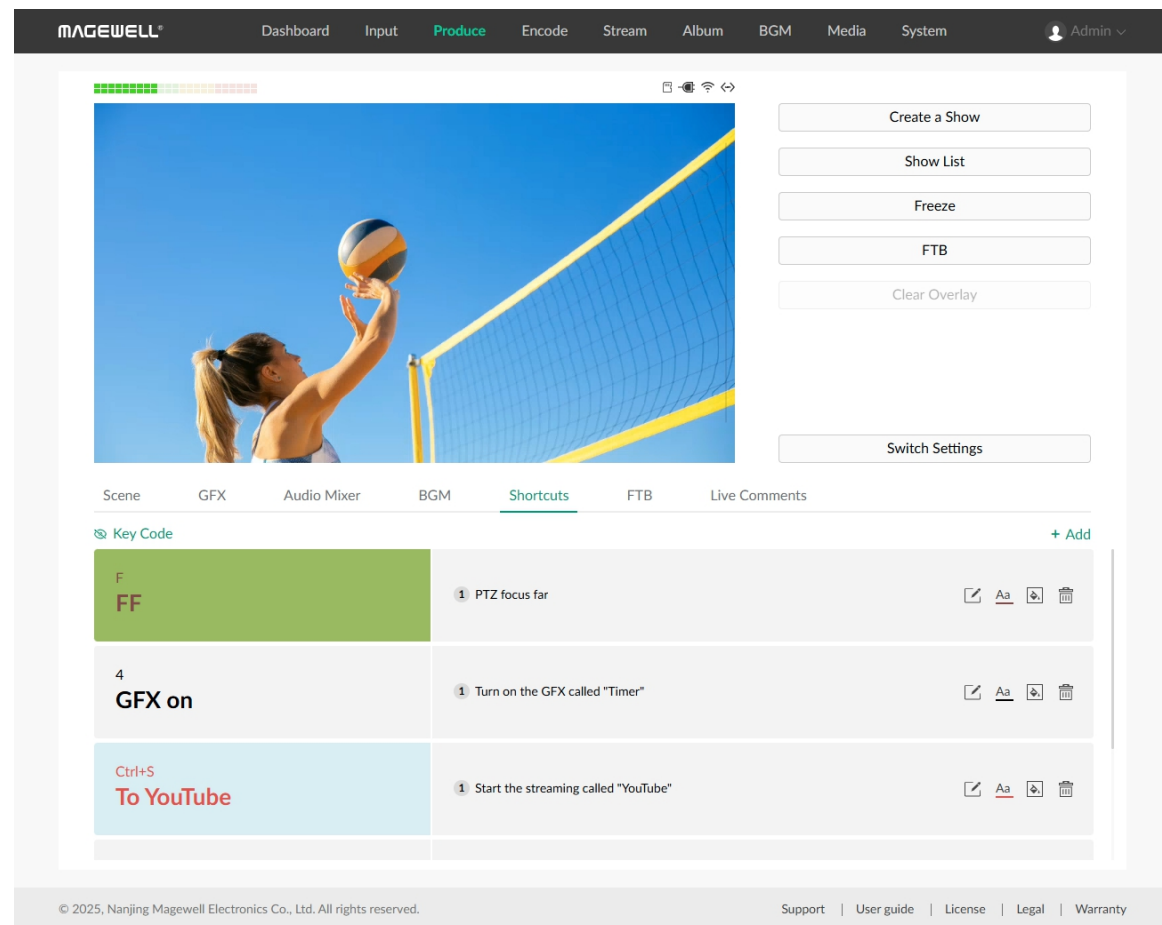 MAGEWELL®
Dashboard Input Produce Encode Stream Album BGM Media System Admin
Create a Show
Show List
Freeze
FTB
Clear Overlay
Switch Settings
Scene GFX Audio Mixer BGM Shortcuts FTB Live Comments
Key Code + Add
F
FF
1 PTZ focus far Aa
4
GFX on
1 Turn on the GFX called "Timer" Aa
Ctrl+S
To YouTube
1 Start the streaming called "YouTube" Aa
© 2025, Nanjing Magewell Electronics Co., Ltd. All rights reserved. Support | User guide | License | Legal | Warranty